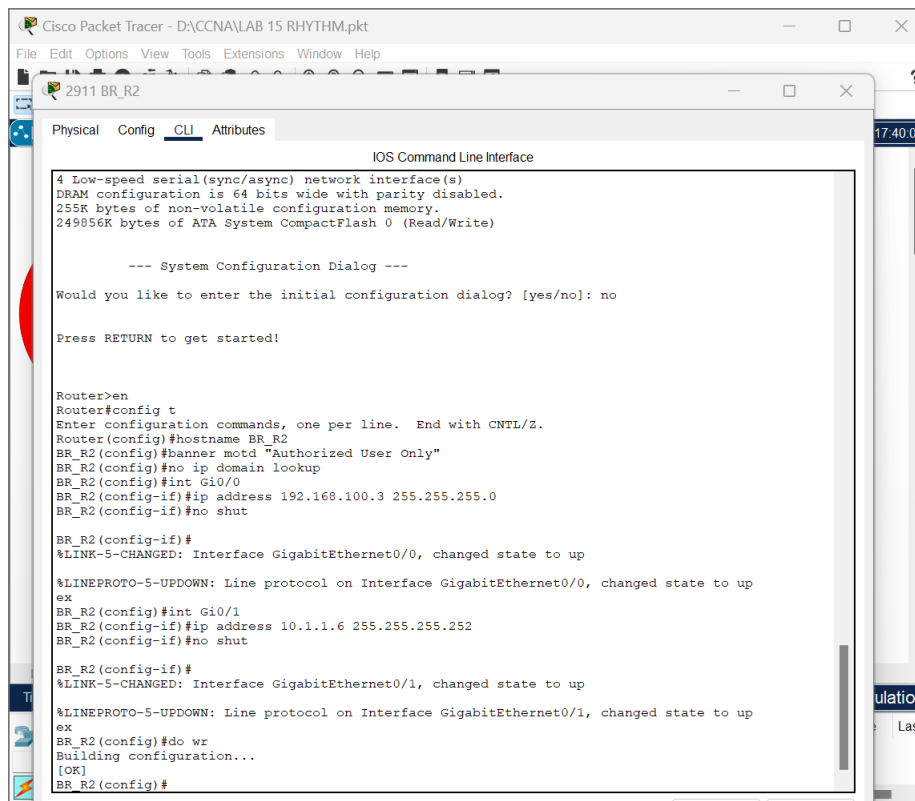 Cisco Packet Tracer - D:\CCNA\LAB 15 RHYTHM.pkt
File Edit Options View Tools Extensions Window Help
2911 BR_R2
17:40:0
Physical Config CLI Attributes
IOS Command Line Interface
4 Low-speed serial(sync/async) network interface(s)
DRAM configuration is 64 bits wide with parity disabled.
255K bytes of non-volatile configuration memory.
249856K bytes of ATA System CompactFlash 0 (Read/Write)
--- System Configuration Dialog ---
Would you like to enter the initial configuration dialog? [yes/no]: no
Press RETURN to get started!
Router>en
Router#config t
Enter configuration commands, one per line. End with CNTL/Z.
Router(config)#hostname BR_R2
BR_R2(config)#banner motd "Authorized User Only"
BR_R2(config)#no ip domain lookup
BR_R2(config)#int Gi0/0
BR_R2(config-if)#ip address 192.168.100.3 255.255.255.0
BR_R2(config-if)#no shut
BR_R2(config-if)#
%LINK-5-CHANGED: Interface GigabitEthernet0/0, changed state to up
%LINEPROTO-5-UPDOWN: Line protocol on Interface GigabitEthernet0/0, changed state to up
ex
BR_R2(config)#int Gi0/1
BR_R2(config-if)#ip address 10.1.1.6 255.255.255.252
BR_R2(config-if)#no shut
BR_R2(config-if)#
%LINK-5-CHANGED: Interface GigabitEthernet0/1, changed state to up
%LINEPROTO-5-UPDOWN: Line protocol on Interface GigabitEthernet0/1, changed state to up
ex
BR_R2(config)#do wr
Building configuration...
[OK]
BR_R2(config)#
ulatio
Las